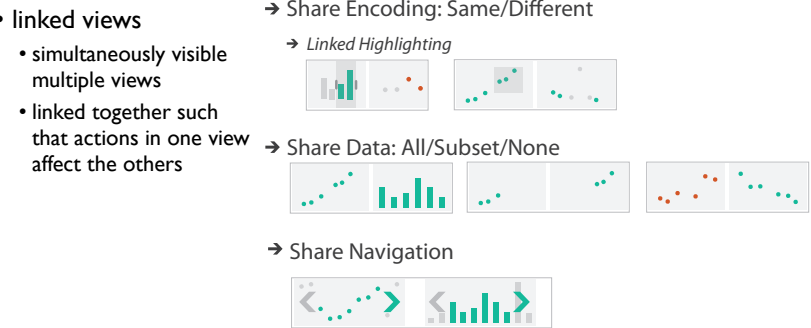 • linked views
• simultaneously visible
multiple views
• linked together such
that actions in one view
affect the others
→ Share Encoding: Same/Different
→ Linked Highlighting
→ Share Data: All/Subset/None
→ Share Navigation